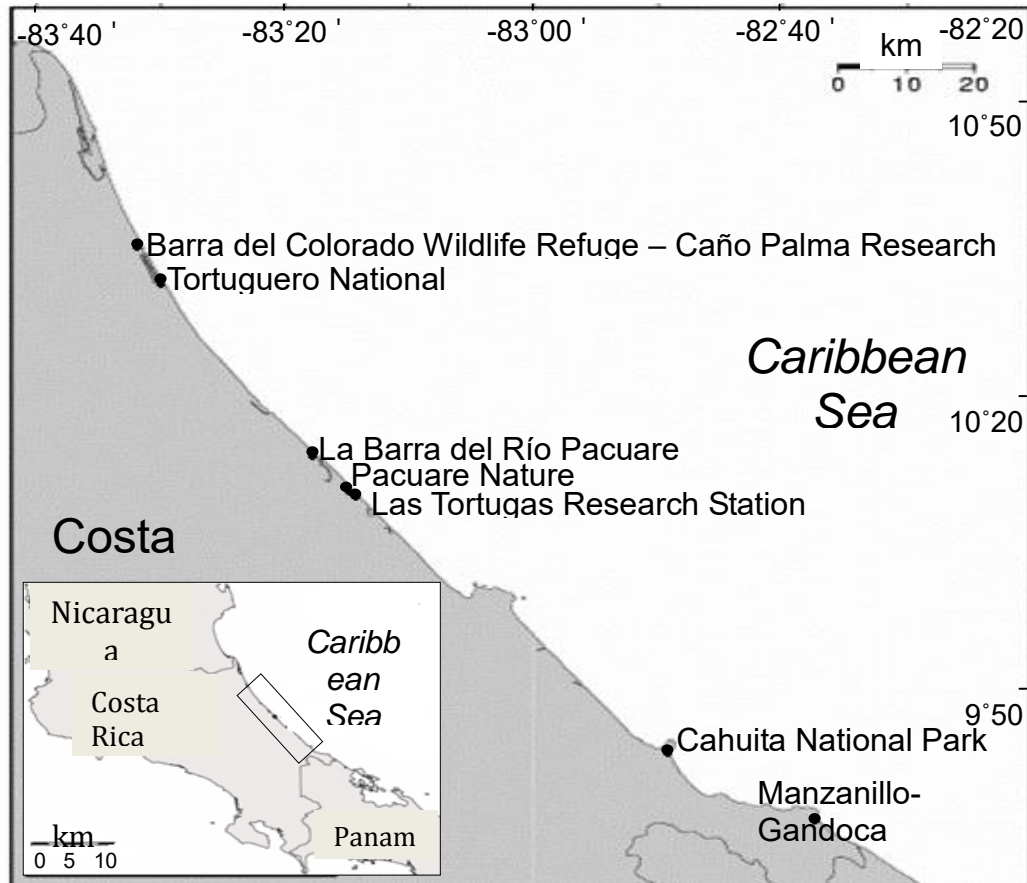 -83˚40 '
-83˚20 '
-83˚00 '
-82˚40 '
-82˚20
km
0 10 20
10˚50
Barra del Colorado Wildlife Refuge – Caño Palma Research
Tortuguero National
Caribbean
Sea
10˚20
La Barra del Río Pacuare
Pacuare Nature
Las Tortugas Research Station
Costa
Nicaragu
a
Caribb
ean
Sea
Costa
Rica
9˚50
Cahuita National Park
Manzanillo-
Gandoca
Panam
km
0 5 10